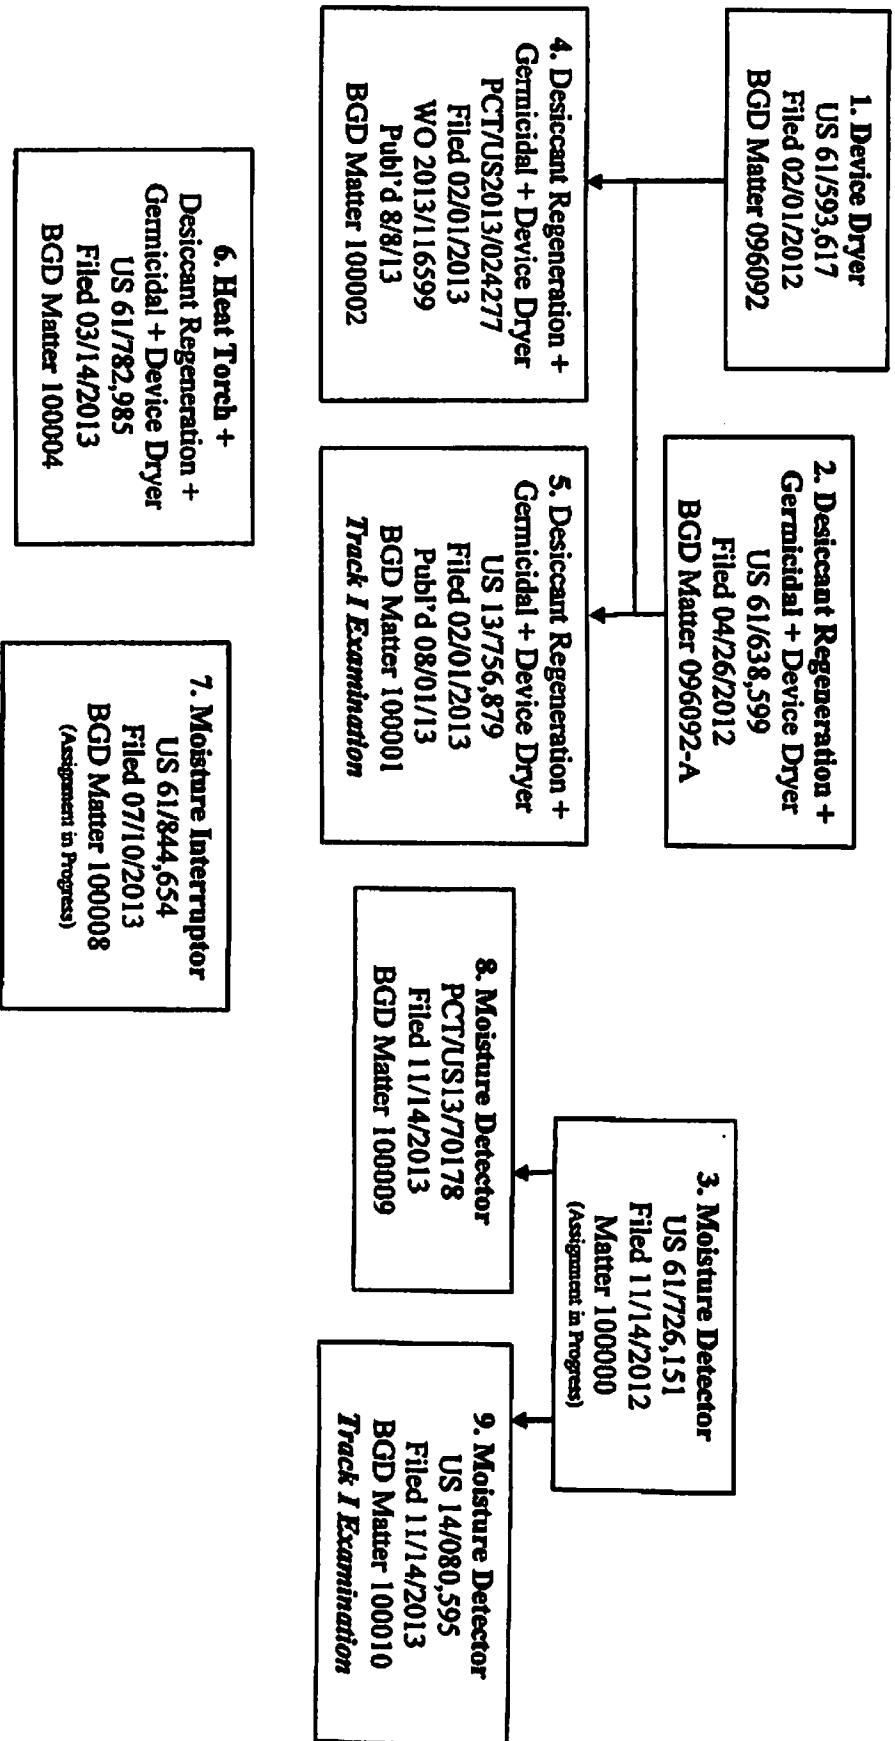 1. Device Dryer
US 61/593,617
Filed 02/01/2012
BGD Matter 096092
2. Desiccant Regeneration +
Germicidal + Device Dryer
US 61/638,599
Filed 04/26/2012
BGD Matter 096092-A
3. Moisture Detector
US 61/726,151
Filed 11/14/2012
Matter 100000
(Assignment in Progress)
4. Desiccant Regeneration +
Germicidal + Device Dryer
PCT/US2013/024277
Filed 02/01/2013
WO 2013/116599
Publ'd 8/8/13
BGD Matter 100002
5. Desiccant Regeneration +
Germicidal + Device Dryer
US 13/756,879
Filed 02/01/2013
Publ'd 08/01/13
BGD Matter 100001
Track I Examination
8. Moisture Detector
PCT/US13/70178
Filed 11/14/2013
BGD Matter 100009
9. Moisture Detector
US 14/080,595
Filed 11/14/2013
BGD Matter 100010
Track I Examination
6. Heat Torch +
Desiccant Regeneration +
Germicidal + Device Dryer
US 61/782,985
Filed 03/14/2013
BGD Matter 100004
7. Moisture Interruptor
US 61/844,654
Filed 07/10/2013
BGD Matter 100008
(Assignment in Progress)